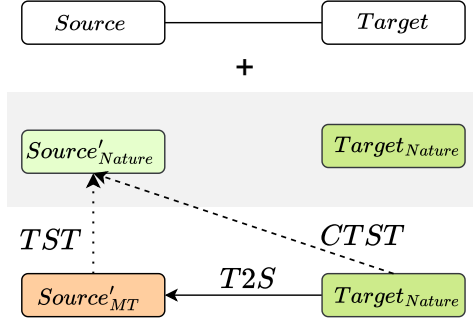 Source Target
+
Source′Nature TargetNature
TST CTST
T2S
Source′MT TargetNature